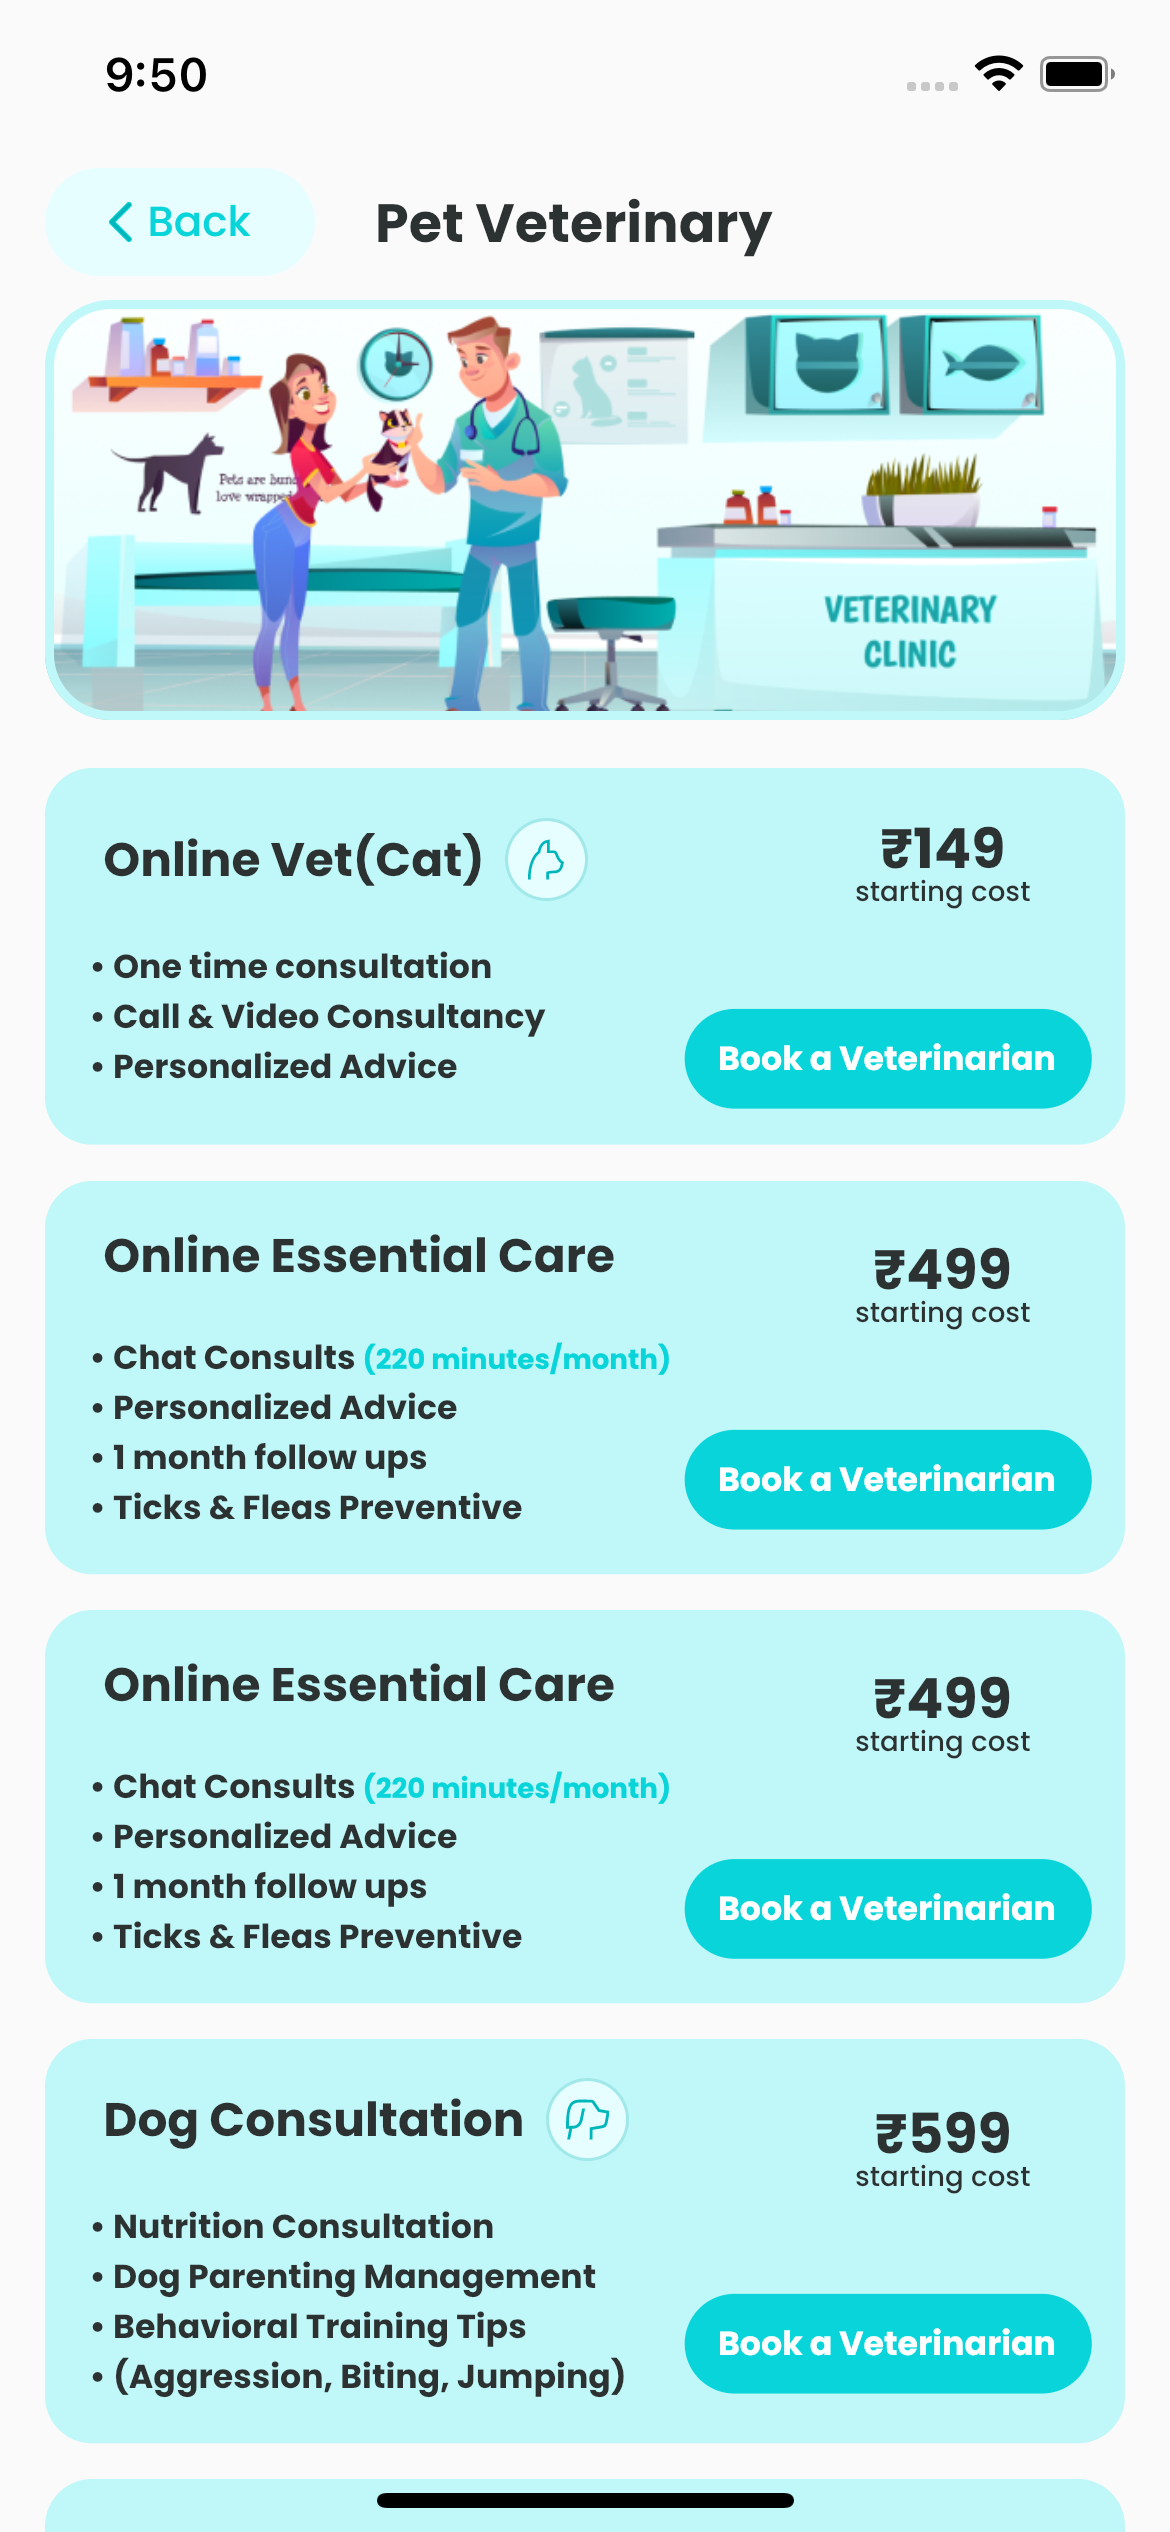 9:50
Back
Pet Veterinary
Pets are
love wrapped
VETERINARY
CLINIC
Online Vet(Cat)
₹149
starting cost
• One time consultation
• Call & Video Consultancy
• Personalized Advice
Book a Veterinarian
Online Essential Care
₹499
starting cost
• Chat Consults (220 minutes/month)
• Personalized Advice
• 1 month follow ups
• Ticks & Fleas Preventive
Book a Veterinarian
Online Essential Care
₹499
starting cost
• Chat Consults (220 minutes/month)
• Personalized Advice
• 1 month follow ups
• Ticks & Fleas Preventive
Book a Veterinarian
Dog Consultation
₹599
starting cost
• Nutrition Consultation
• Dog Parenting Management
• Behavioral Training Tips
• (Aggression, Biting, Jumping)
Book a Veterinarian